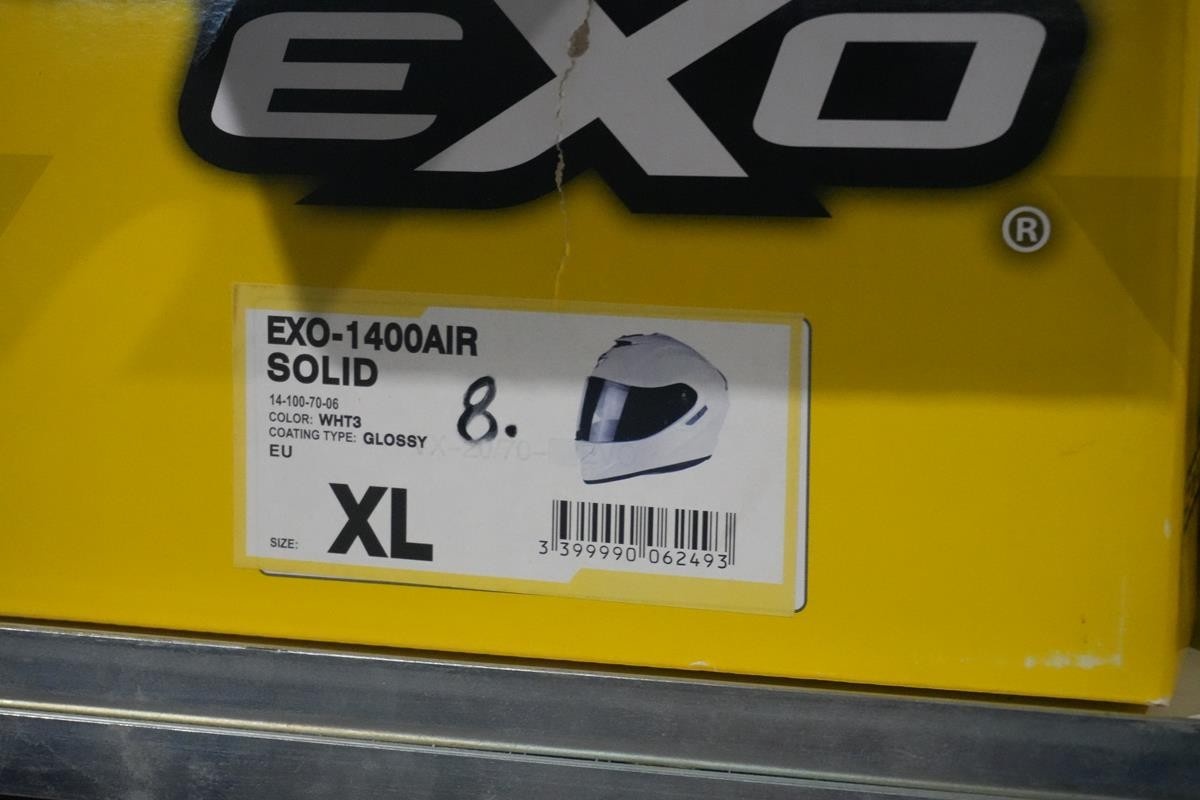 EXO
®
EXO-1400AIR
SOLID
14-100-70-06
COLOR: WHT3
COATING TYPE: GLOSSY
EU
8.
SIZE: XL
3 399990 062493